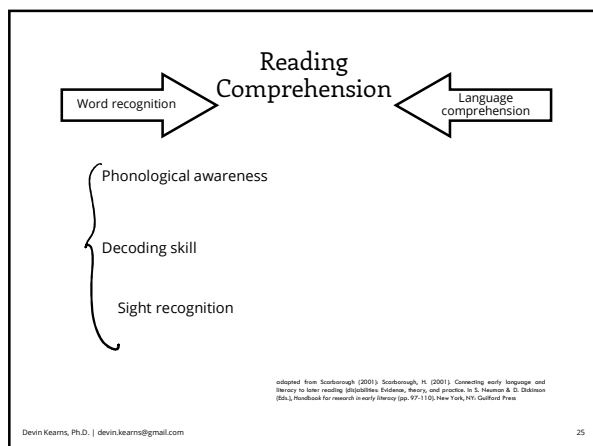 Reading
Comprehension
Word recognition
Language
comprehension
Phonological awareness
Decoding skill
Sight recognition
adapted from Scarborough (2001): Scarborough, H. (2001). Connecting early language and
literacy to later reading (dis)abilities: Evidence, theory, and practice. In S. Neuman & D. Dickinson
(Eds.), Handbook for research in early literacy (pp. 97-110). New York, NY: Guilford Press
Devin Kearns, Ph.D. | devin.kearns@gmail.com
25